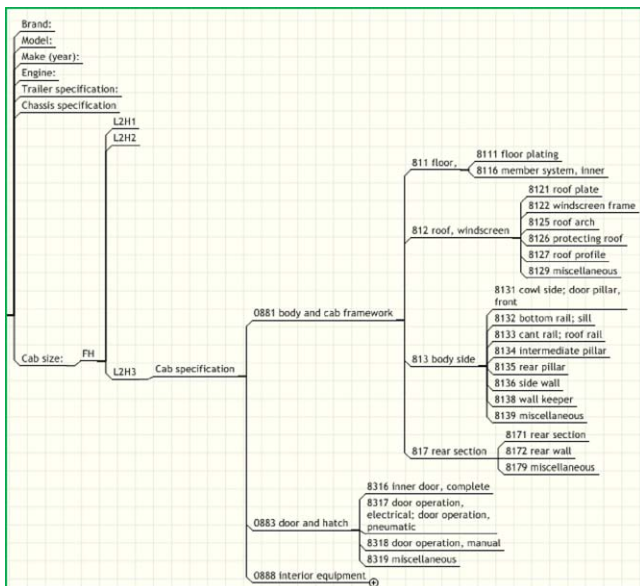 Brand:
Model:
Make (year):
Engine:
Trailer specification:
Chassis specification
L2H1
L2H2
8111 floor plating
811 floor,
8116 member system, inner
8121 roof plate
8122 windscreen frame
8125 roof arch
812 roof, windscreen
8126 protecting roof
8127 roof profile
8129 miscellaneous
8131 cowl side; door pillar,
front
0881 body and cab framework
8132 bottom rail; sill
8133 cant rail; roof rail
8134 intermediate pillar
Cab size:
FH
813 body side
8135 rear pillar
L2H3
Cab specification
8136 side wall
8138 wall keeper
8139 miscellaneous
8171 rear section
817 rear section
8172 rear wall
8179 miscellaneous
8316 inner door, complete
8317 door operation,
electrical; door operation,
pneumatic
0883 door and hatch
8318 door operation, manual
8319 miscellaneous
0888 interior equipment